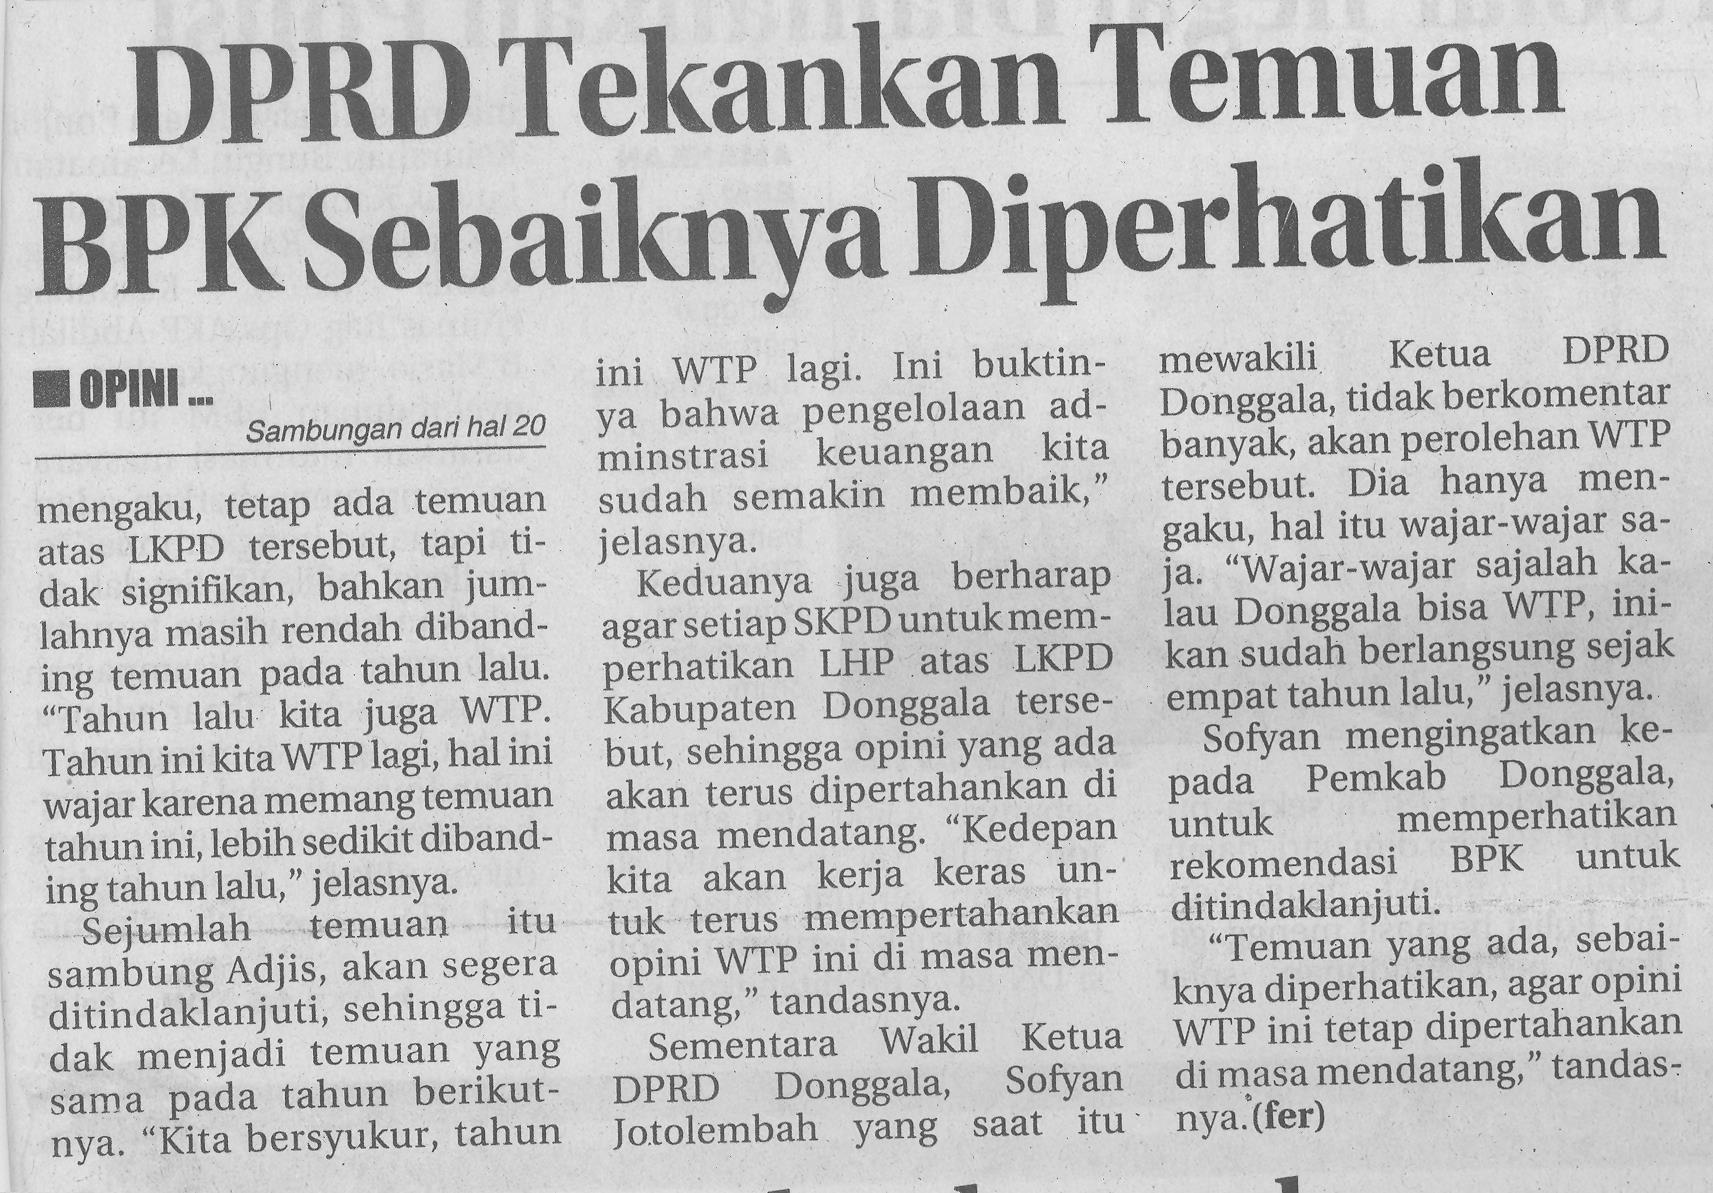 DPRD Tekankan Temuan
BPK Sebaiknya Diperhatikan
OPINI ...
Sambungan dari hal 20
mengaku, tetap ada temuan
atas LKPD tersebut, tapi ti-
dak signifikan, bahkan jum-
lahnya masih rendah diband-
ing temuan pada tahun lalu.
“Tahun lalu kita juga WTP.
Tahun ini kita WTP lagi, hal ini
wajar karena memang temuan
tahun ini, lebih sedikit diband-
ing tahun lalu,” jelasnya.
Sejumlah temuan itu
sambung Adjis, akan segera
ditindaklanjuti, sehingga ti-
dak menjadi temuan yang
sama pada tahun berikut-
nya. “Kita bersyukur, tahun
ini WTP lagi. Ini buktin-
ya bahwa pengelolaan ad-
minstrasi keuangan kita
sudah semakin membaik,”
jelasnya.
Keduanya juga berharap
agar setiap SKPD untuk mem-
perhatikan LHP atas LKPD
Kabupaten Donggala terse-
but, sehingga opini yang ada
akan terus dipertahankan di
masa mendatang. “Kedepan
kita akan kerja keras un-
tuk terus mempertahankan
opini WTP ini di masa men-
datang,” tandasnya.
Sementara Wakil Ketua
DPRD Donggala, Sofyan
Jotolembah yang saat itu
mewakili Ketua DPRD
Donggala, tidak berkomentar
banyak, akan perolehan WTP
tersebut. Dia hanya men-
gaku, hal itu wajar-wajar sa-
ja. “Wajar-wajar sajalah ka-
lau Donggala bisa WTP, ini-
kan sudah berlangsung sejak
empat tahun lalu,” jelasnya.
Sofyan mengingatkan ke-
pada Pemkab Donggala,
untuk memperhatikan
rekomendasi BPK untuk
ditindaklanjuti.
“Temuan yang ada, sebai-
knya diperhatikan, agar opini
WTP ini tetap dipertahankan
di masa mendatang,” tandas-
nya.(fer)